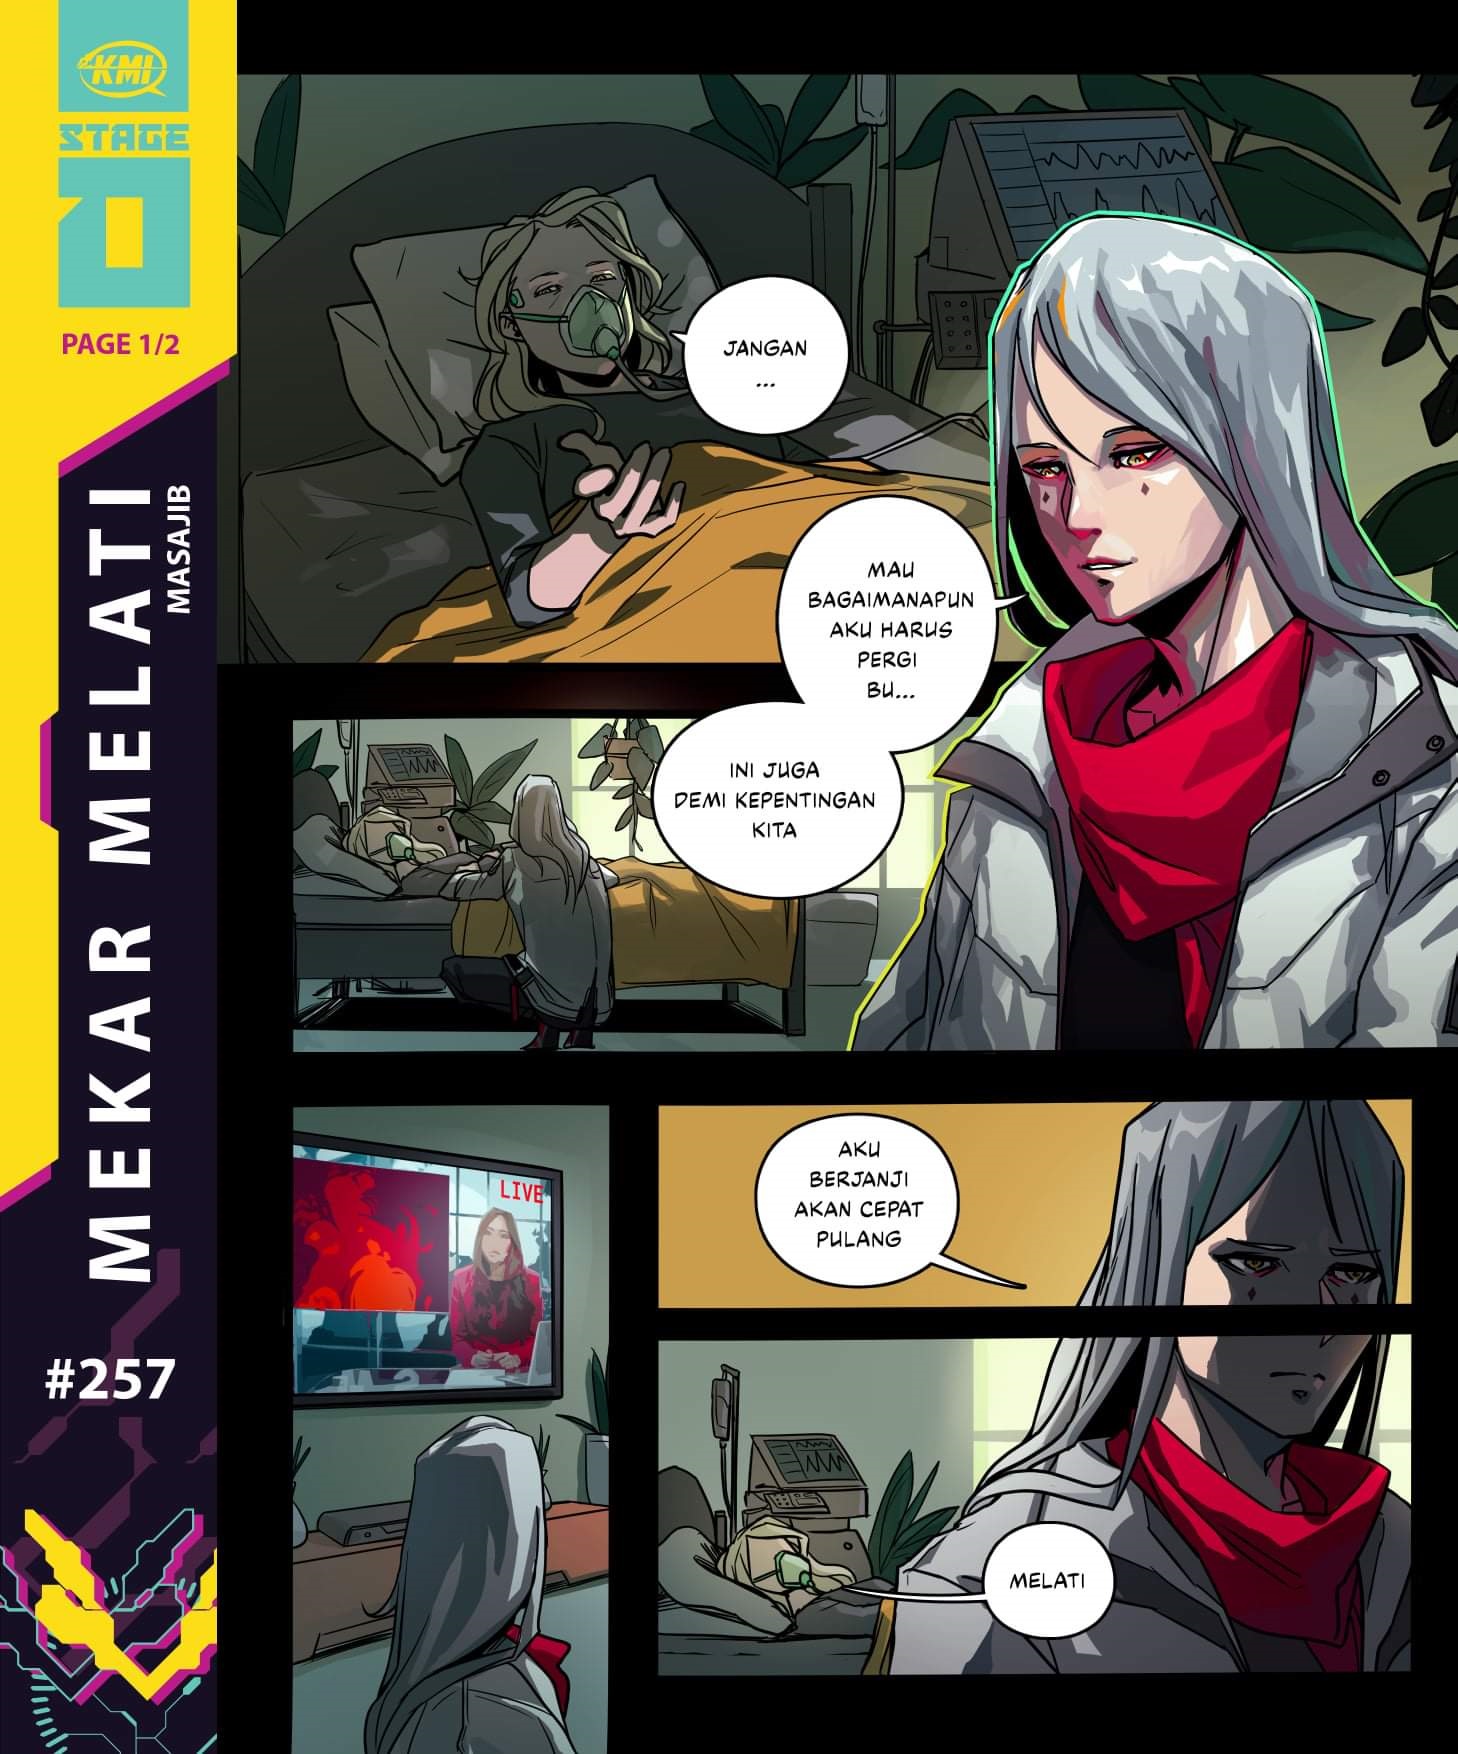 KMI
STAGE
0
PAGE 1/2
MEKAR MELATI
MASAJIB
#257
JANGAN
...
MAU
BAGAIMANAPUN
AKU HARUS
PERGI
BU...
INI JUGA
DEMI KEPENTINGAN
KITA
LIVE
AKU
BERJANJI
AKAN CEPAT
PULANG
MELATI